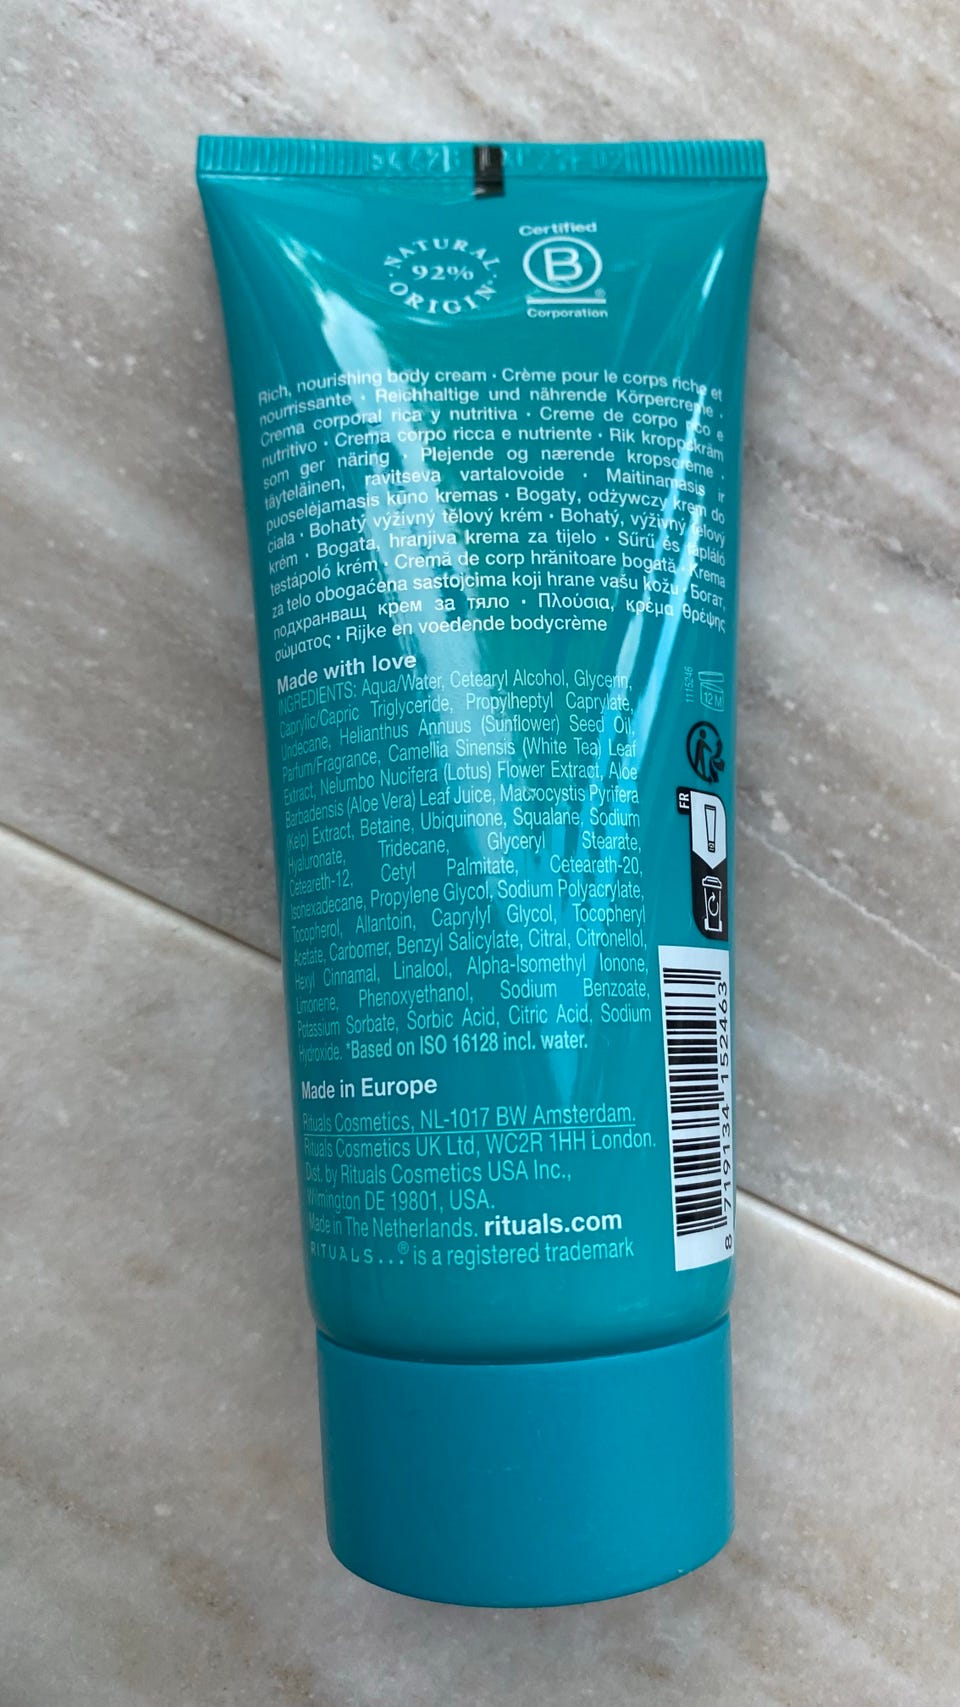 NATURAL
92%
ORIGIN
Certified
B
®
Corporation
Rich, nourishing body cream · Crème pour le corps riche et
nourrissante · Reichhaltige und nährende Körpercreme ·
Crema corporal rica y nutritiva · Creme de corpo rico e
nutritivo · Crema corpo ricca e nutriente · Rik kroppskräm
som ger näring · Plejende og nærende kropscreme ·
täyteläinen, ravitseva vartalovoide · Maitinamasis ir
puoselėjamasis kūno kremas · Bogaty, odżywczy krem do
ciała · Bohatý výživný tělový krém · Bohatý, výživný telový
krém · Bogata, hranjiva krema za tijelo · Sűrű és tápláló
testápoló krém · Cremă de corp hrănitoare bogată · Krema
za telo obogaćena sastojcima koji hrane vašu kožu · Богат,
подхранващ крем за тяло · Πλούσια, κρέμα θρέψης
σώματος · Rijke en voedende bodycrème
Made with love
INGREDIENTS: Aqua/Water, Cetearyl Alcohol, Glycerin,
Caprylic/Capric Triglyceride, Propylheptyl Caprylate,
Undecane, Helianthus Annuus (Sunflower) Seed Oil,
Parfum/Fragrance, Camellia Sinensis (White Tea) Leaf
Extract, Nelumbo Nucifera (Lotus) Flower Extract, Aloe
Barbadensis (Aloe Vera) Leaf Juice, Macrocystis Pyrifera
(Kelp) Extract, Betaine, Ubiquinone, Squalane, Sodium
Hyaluronate, Tridecane, Glyceryl Stearate,
Ceteareth-12, Cetyl Palmitate, Ceteareth-20,
Isohexadecane, Propylene Glycol, Sodium Polyacrylate,
Tocopherol, Allantoin, Caprylyl Glycol, Tocopheryl
Acetate, Carbomer, Benzyl Salicylate, Citral, Citronellol,
Hexyl Cinnamal, Linalool, Alpha-Isomethyl Ionone,
Limonene, Phenoxyethanol, Sodium Benzoate,
Potassium Sorbate, Sorbic Acid, Citric Acid, Sodium
Hydroxide. *Based on ISO 16128 incl. water.
Made in Europe
Rituals Cosmetics, NL-1017 BW Amsterdam.
Rituals Cosmetics UK Ltd, WC2R 1HH London.
Dist. by Rituals Cosmetics USA Inc.,
Wilmington DE 19801, USA.
Made in The Netherlands. rituals.com
RITUALS...® is a registered trademark
1115246
12 M
FR
8 719134 152463